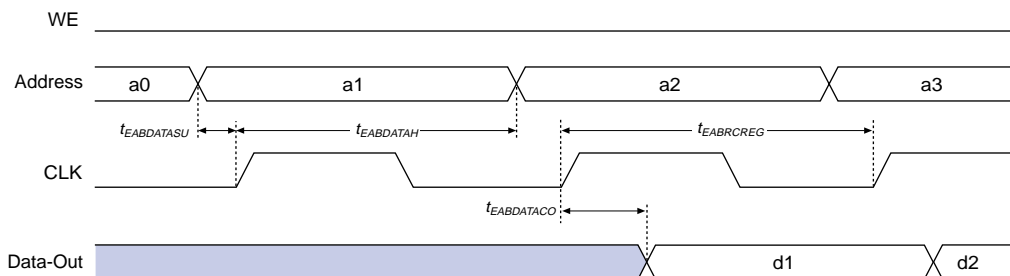 WE
Address a0 a1 a2 a3
tEABDATASU tEABDATAH tEABRCREG
CLK
tEABDATACO
Data-Out d1 d2